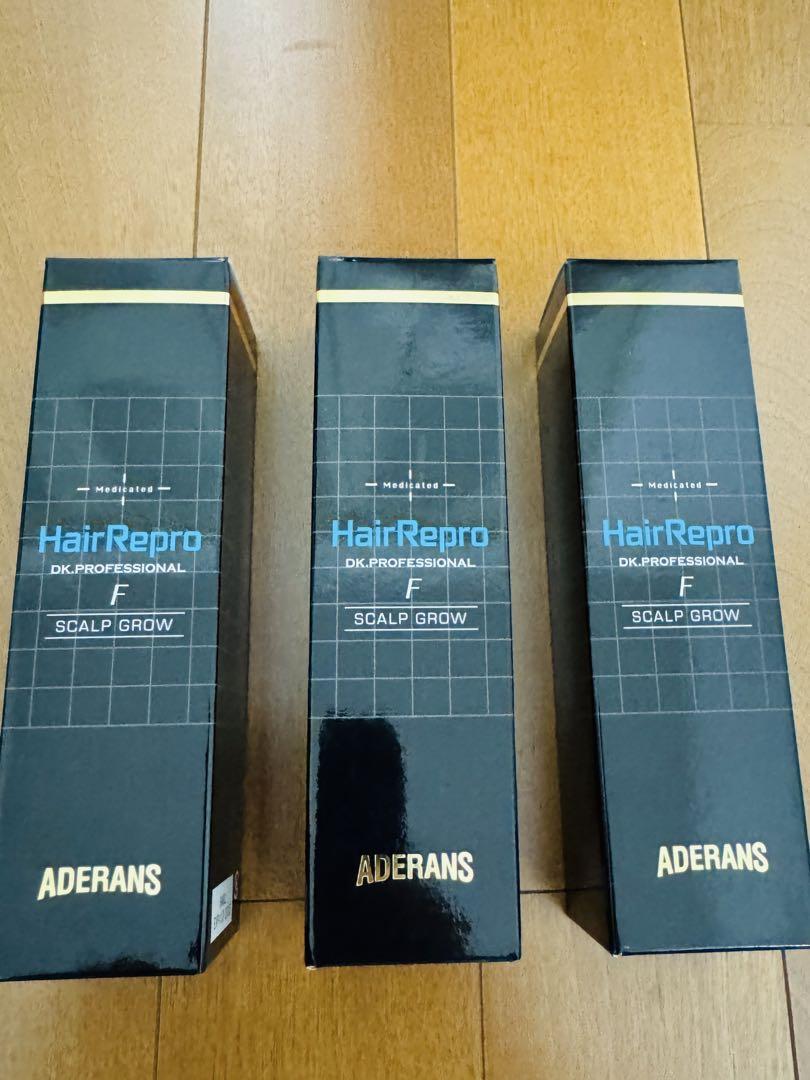 Medicated
HairRepro
DK.PROFESSIONAL
F
SCALP GROW
ADERANS
Medicated
HairRepro
DK.PROFESSIONAL
F
SCALP GROW
ADERANS
Medicated
HairRepro
DK.PROFESSIONAL
F
SCALP GROW
ADERANS